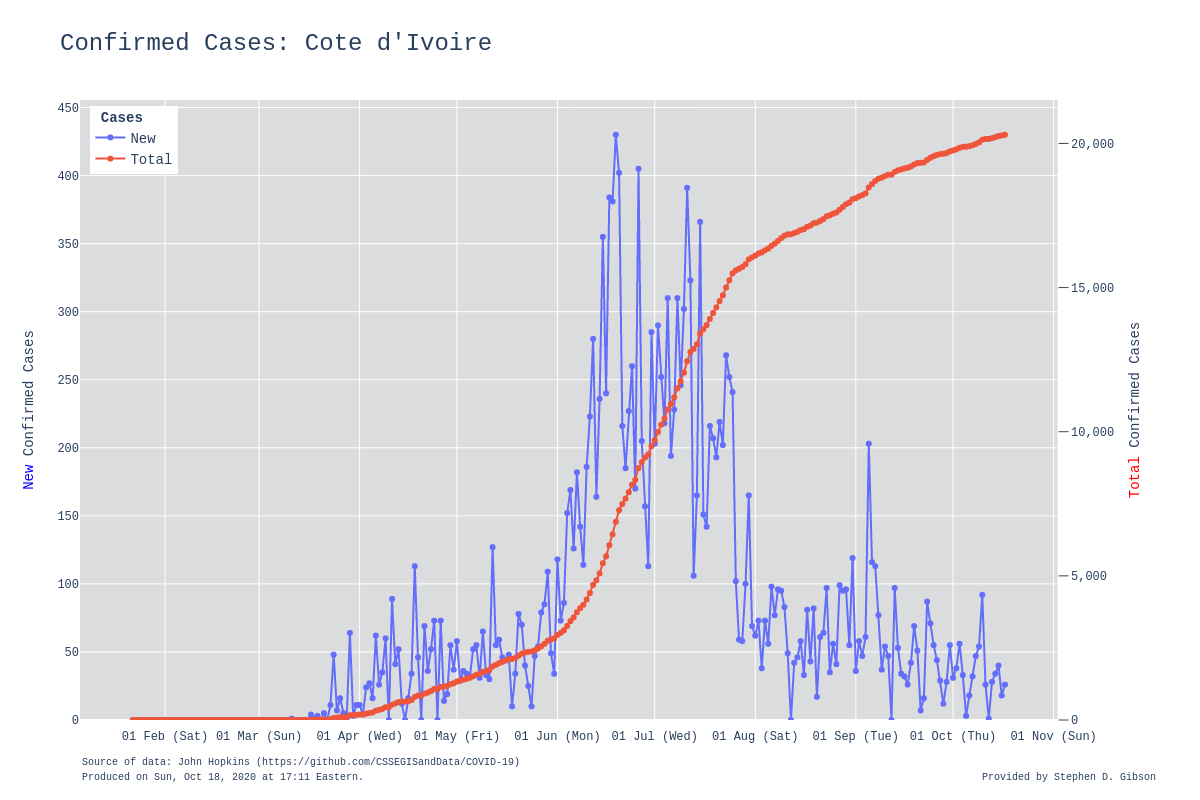 Confirmed Cases: Cote d'Ivoire
Cases
New
Total
450
400
350
300
250
200
150
100
50
0
New Confirmed Cases
20,000
15,000
10,000
5,000
0
Total Confirmed Cases
01 Feb (Sat) 01 Mar (Sun) 01 Apr (Wed) 01 May (Fri) 01 Jun (Mon) 01 Jul (Wed) 01 Aug (Sat) 01 Sep (Tue) 01 Oct (Thu) 01 Nov (Sun)
Source of data: John Hopkins (https://github.com/CSSEGISandData/COVID-19)
Produced on Sun, Oct 18, 2020 at 17:11 Eastern.
Provided by Stephen D. Gibson